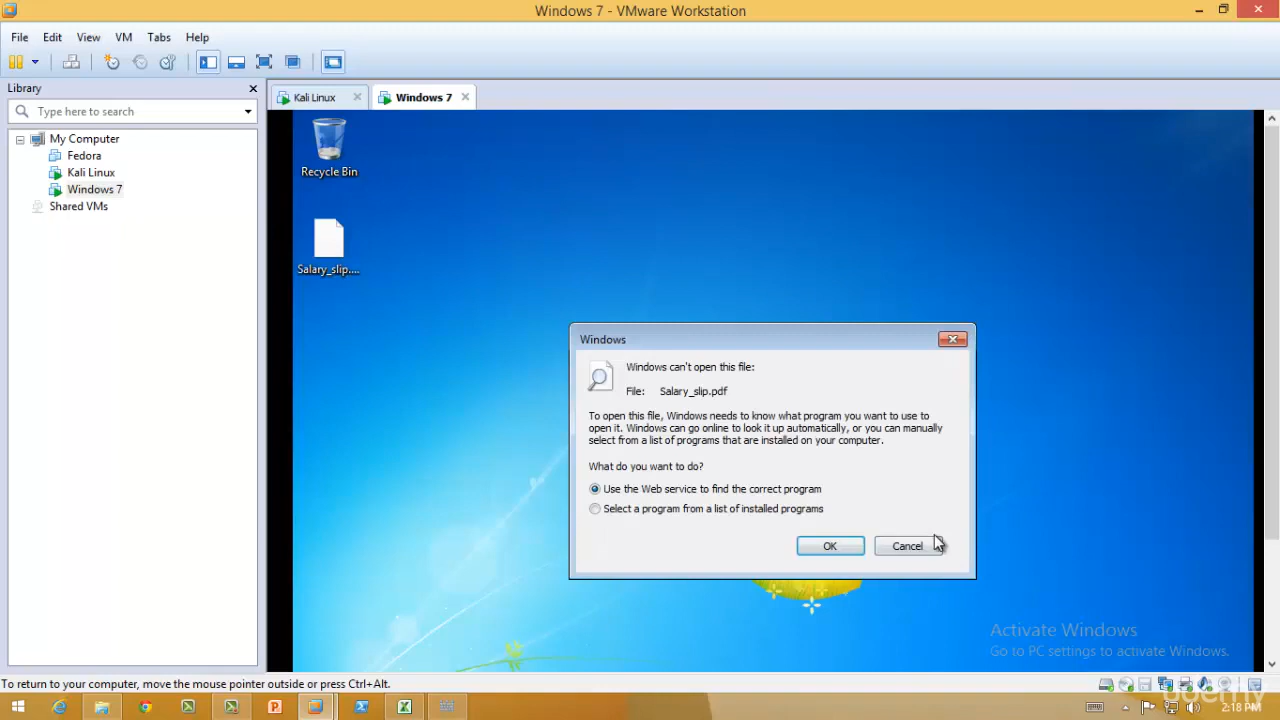 Windows 7 - VMware Workstation
File Edit View VM Tabs Help
Library
Type here to search
Kali Linux
Windows 7
My Computer
Fedora
Kali Linux
Windows 7
Shared VMs
Recycle Bin
Salary_slip....
Windows
Windows can't open this file:
File: Salary_slip.pdf
To open this file, Windows needs to know what program you want to use to
open it. Windows can go online to look it up automatically, or you can manually
select from a list of programs that are installed on your computer.
What do you want to do?
Use the Web service to find the correct program
Select a program from a list of installed programs
OK Cancel
Activate Windows
Go to PC settings to activate Windows.
To return to your computer, move the mouse pointer outside or press Ctrl+Alt.
udemy
2:18 PM